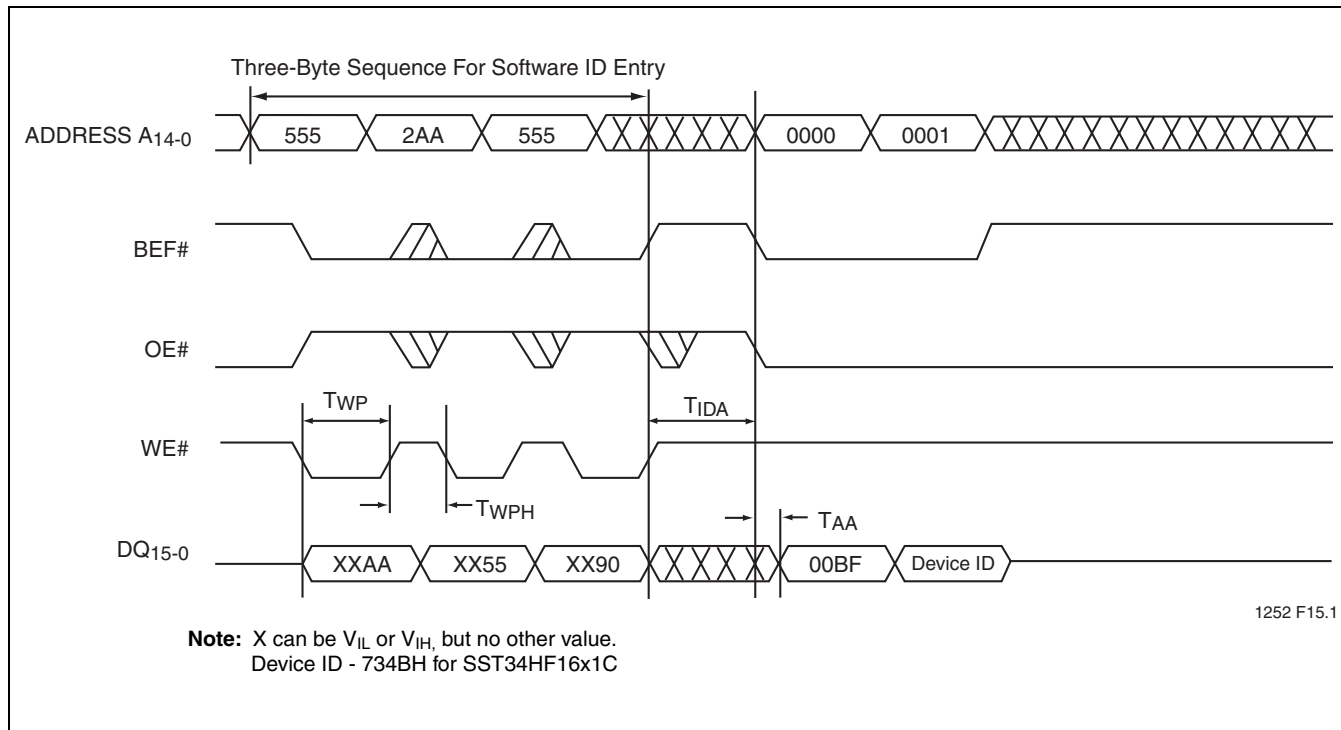 Three-Byte Sequence For Software ID Entry
ADDRESS A14-0
555
2AA
555
0000
0001
BEF#
OE#
TWP
TIDA
WE#
TWPH
TAA
DQ15-0
XXAA
XX55
XX90
00BF
Device ID
1252 F15.1
Note: X can be VIL or VIH, but no other value.
Device ID - 734BH for SST34HF16x1C